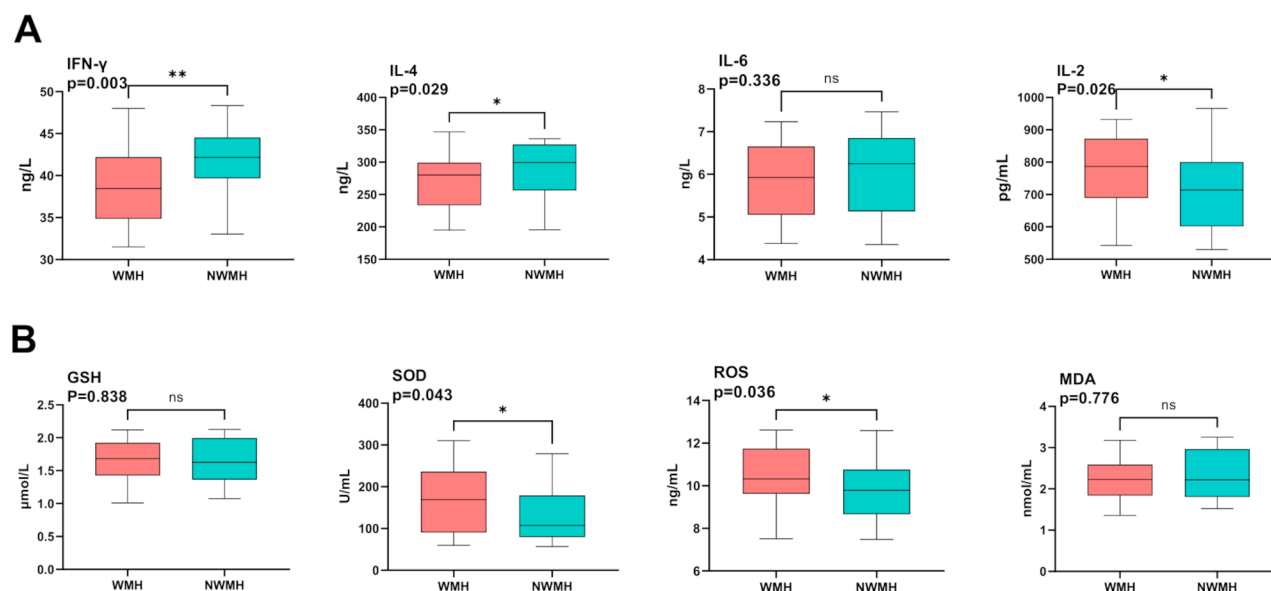 A
IFN-γ
p=0.003
**
50
45
40
35
30
ng/L
WMH
NWMH
IL-4
p=0.029
*
400
350
300
250
200
150
ng/L
WMH
NWMH
IL-6
p=0.336
ns
8
7
6
5
4
ng/L
WMH
NWMH
IL-2
P=0.026
*
1000
900
800
700
600
500
pg/mL
WMH
NWMH
B
GSH
P=0.838
ns
2.5
2.0
1.5
1.0
0.5
0.0
μmol/L
WMH
NWMH
SOD
p=0.043
*
400
300
200
100
0
U/mL
WMH
NWMH
ROS
p=0.036
*
14
12
10
8
6
ng/mL
WMH
NWMH
MDA
p=0.776
ns
4
3
2
1
0
nmol/mL
WMH
NWMH